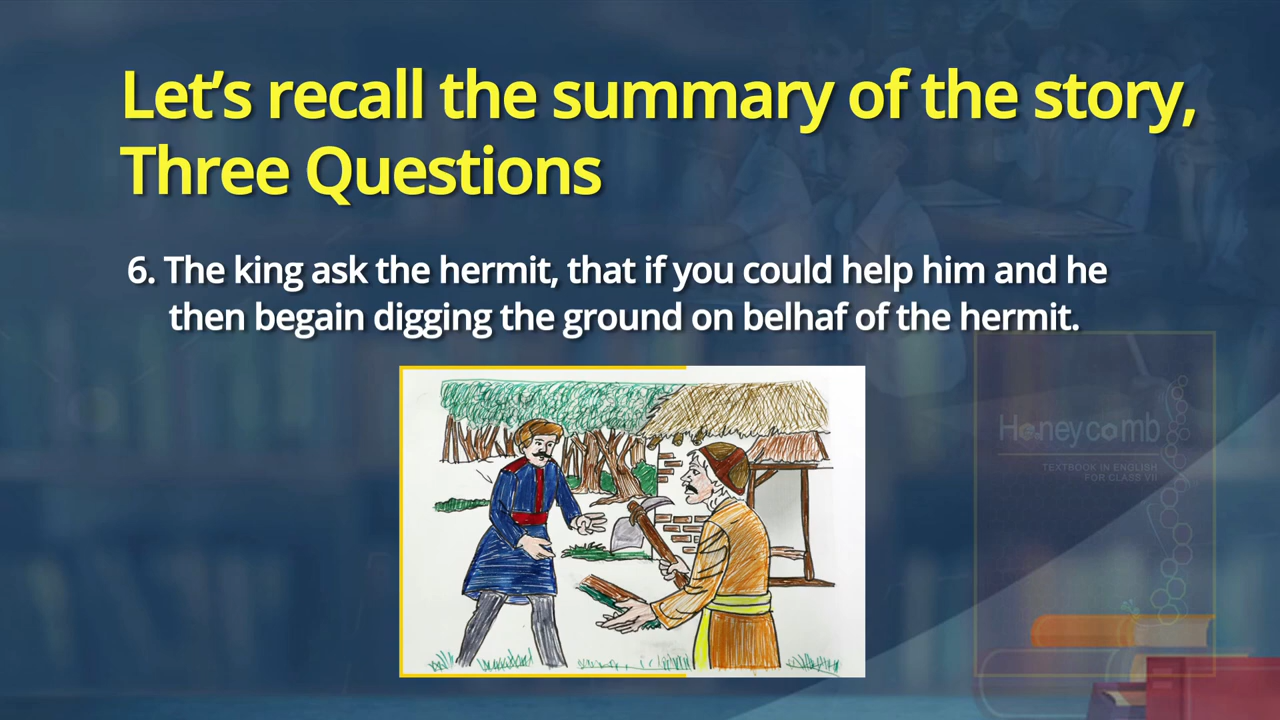 Let's recall the summary of the story,
Three Questions
6. The king ask the hermit, that if you could help him and he
then begain digging the ground on belhaf of the hermit.
Honeycomb
TEXTBOOK IN ENGLISH
FOR CLASS VII